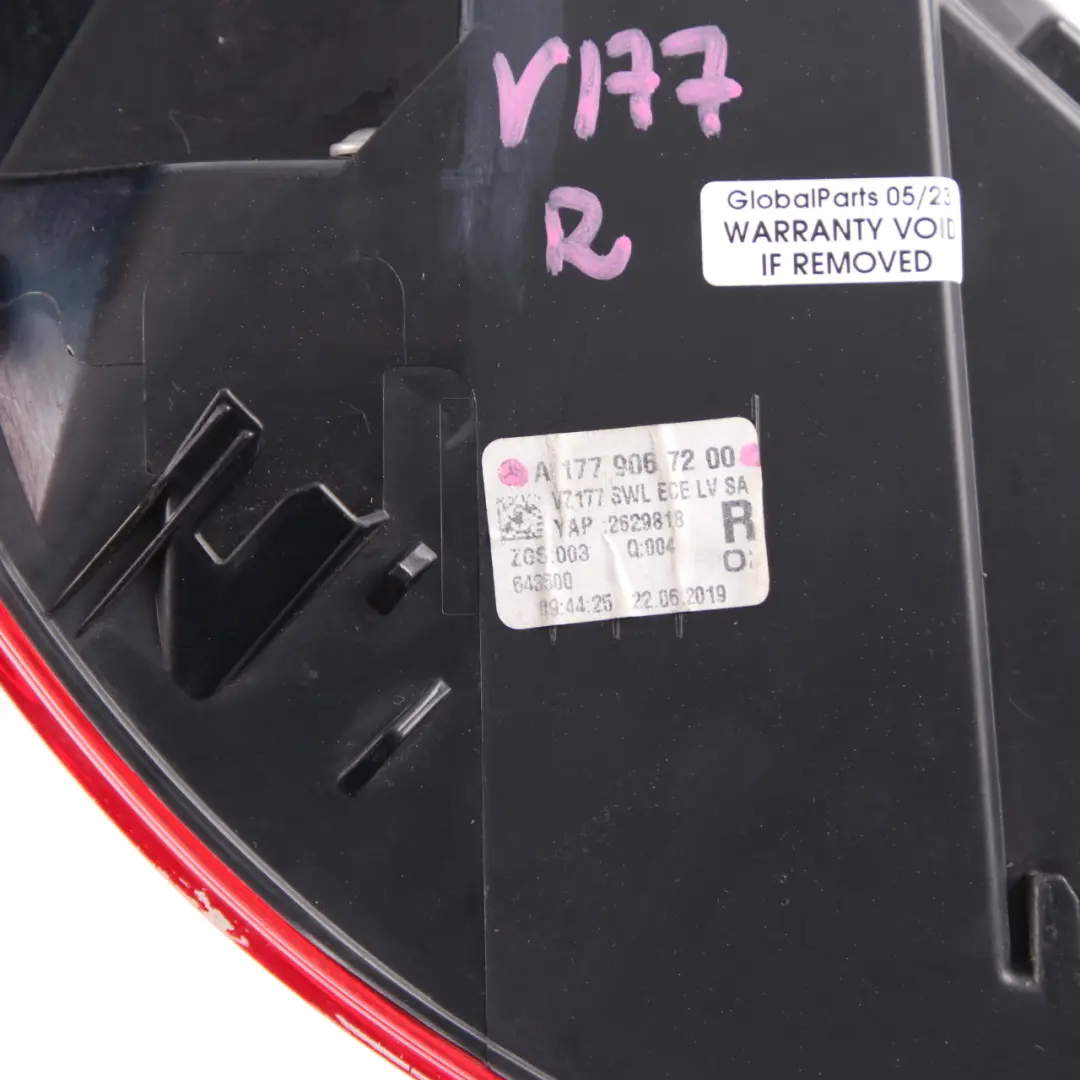 V177
R
GlobalParts 05/23
WARRANTY VOID
IF REMOVED
A 177 906 72 00
VZ177 SWL ECE LV SA
YAP :2629818
R
ZGS:003 Q:004
643500
09:44:25 22.06.2019